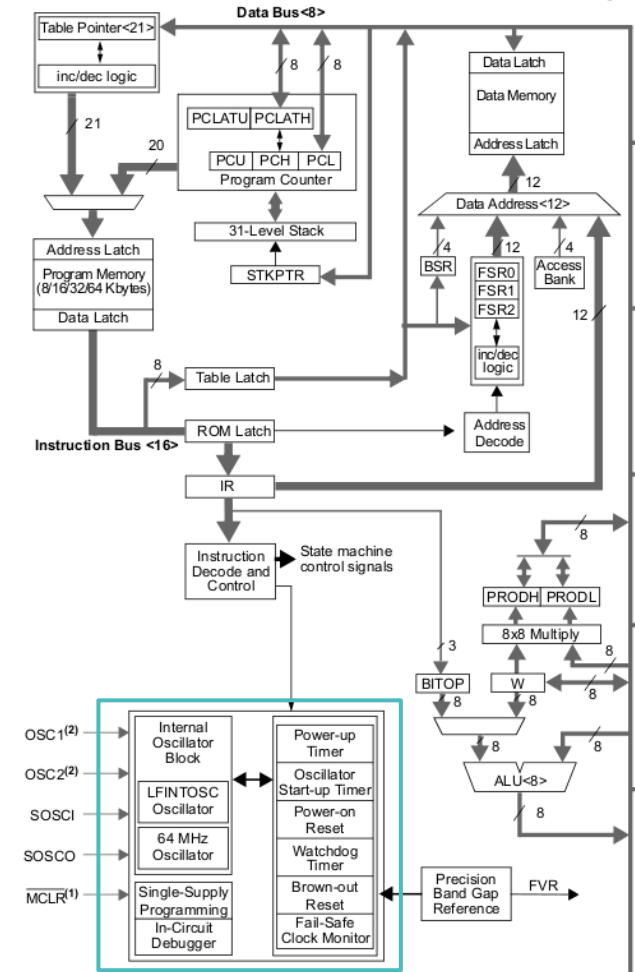 Data Bus<8>
Table Pointer<21>
inc/dec logic
21
20
8
8
PCLATU PCLATH
PCU PCH PCL
Program Counter
31-Level Stack
STKPTR
Data Latch
Data Memory
Address Latch
12
Data Address<12>
4
12
4
BSR
FSR0
FSR1
FSR2
inc/dec
logic
Access
Bank
12
Address
Decode
Address Latch
Program Memory
(8/16/32/64 Kbytes)
Data Latch
8
Table Latch
ROM Latch
Instruction Bus <16>
IR
Instruction
Decode and
Control
State machine
control signals
8
PRODH PRODL
8x8 Multiply
8
3
BITOP
W
8
8
8
8
8
ALU<8>
8
OSC1(2)
OSC2(2)
SOSCI
SOSCO
MCLR(1)
Internal
Oscillator
Block
LFINTOSC
Oscillator
64 MHz
Oscillator
Single-Supply
Programming
In-Circuit
Debugger
Power-up
Timer
Oscillator
Start-up Timer
Power-on
Reset
Watchdog
Timer
Brown-out
Reset
Fail-Safe
Clock Monitor
Precision
Band Gap
Reference
FVR